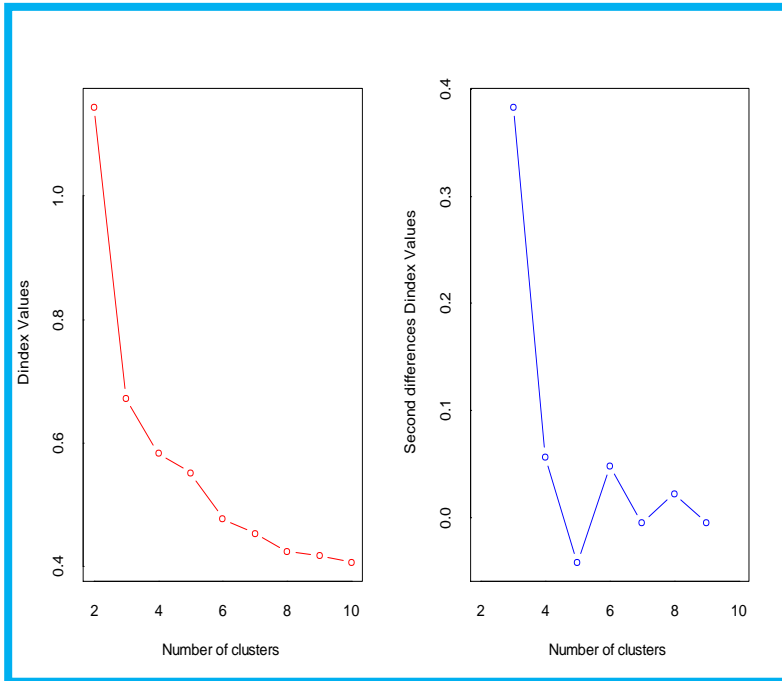 Dindex Values
1.0
0.8
0.6
0.4
2 4 6 8 10
Number of clusters
Second differences Dindex Values
0.4
0.3
0.2
0.1
0.0
2 4 6 8 10
Number of clusters